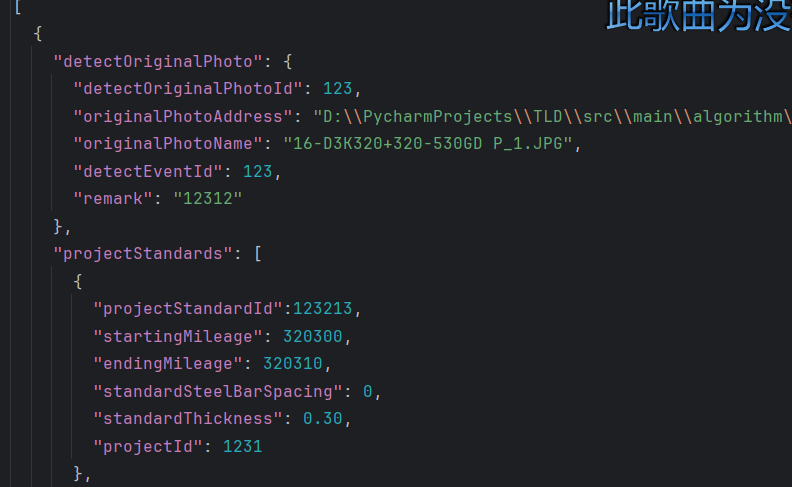 [
此歌曲为没
{
"detectOriginalPhoto": {
"detectOriginalPhotoId": 123,
"originalPhotoAddress": "D:\\PycharmProjects\\TLD\\src\\main\\algorithm\
"originalPhotoName": "16-D3K320+320-530GD P_1.JPG",
"detectEventId": 123,
"remark": "12312"
},
"projectStandards": [
{
"projectStandardId":123213,
"startingMileage": 320300,
"endingMileage": 320310,
"standardSteelBarSpacing": 0,
"standardThickness": 0.30,
"projectId": 1231
},